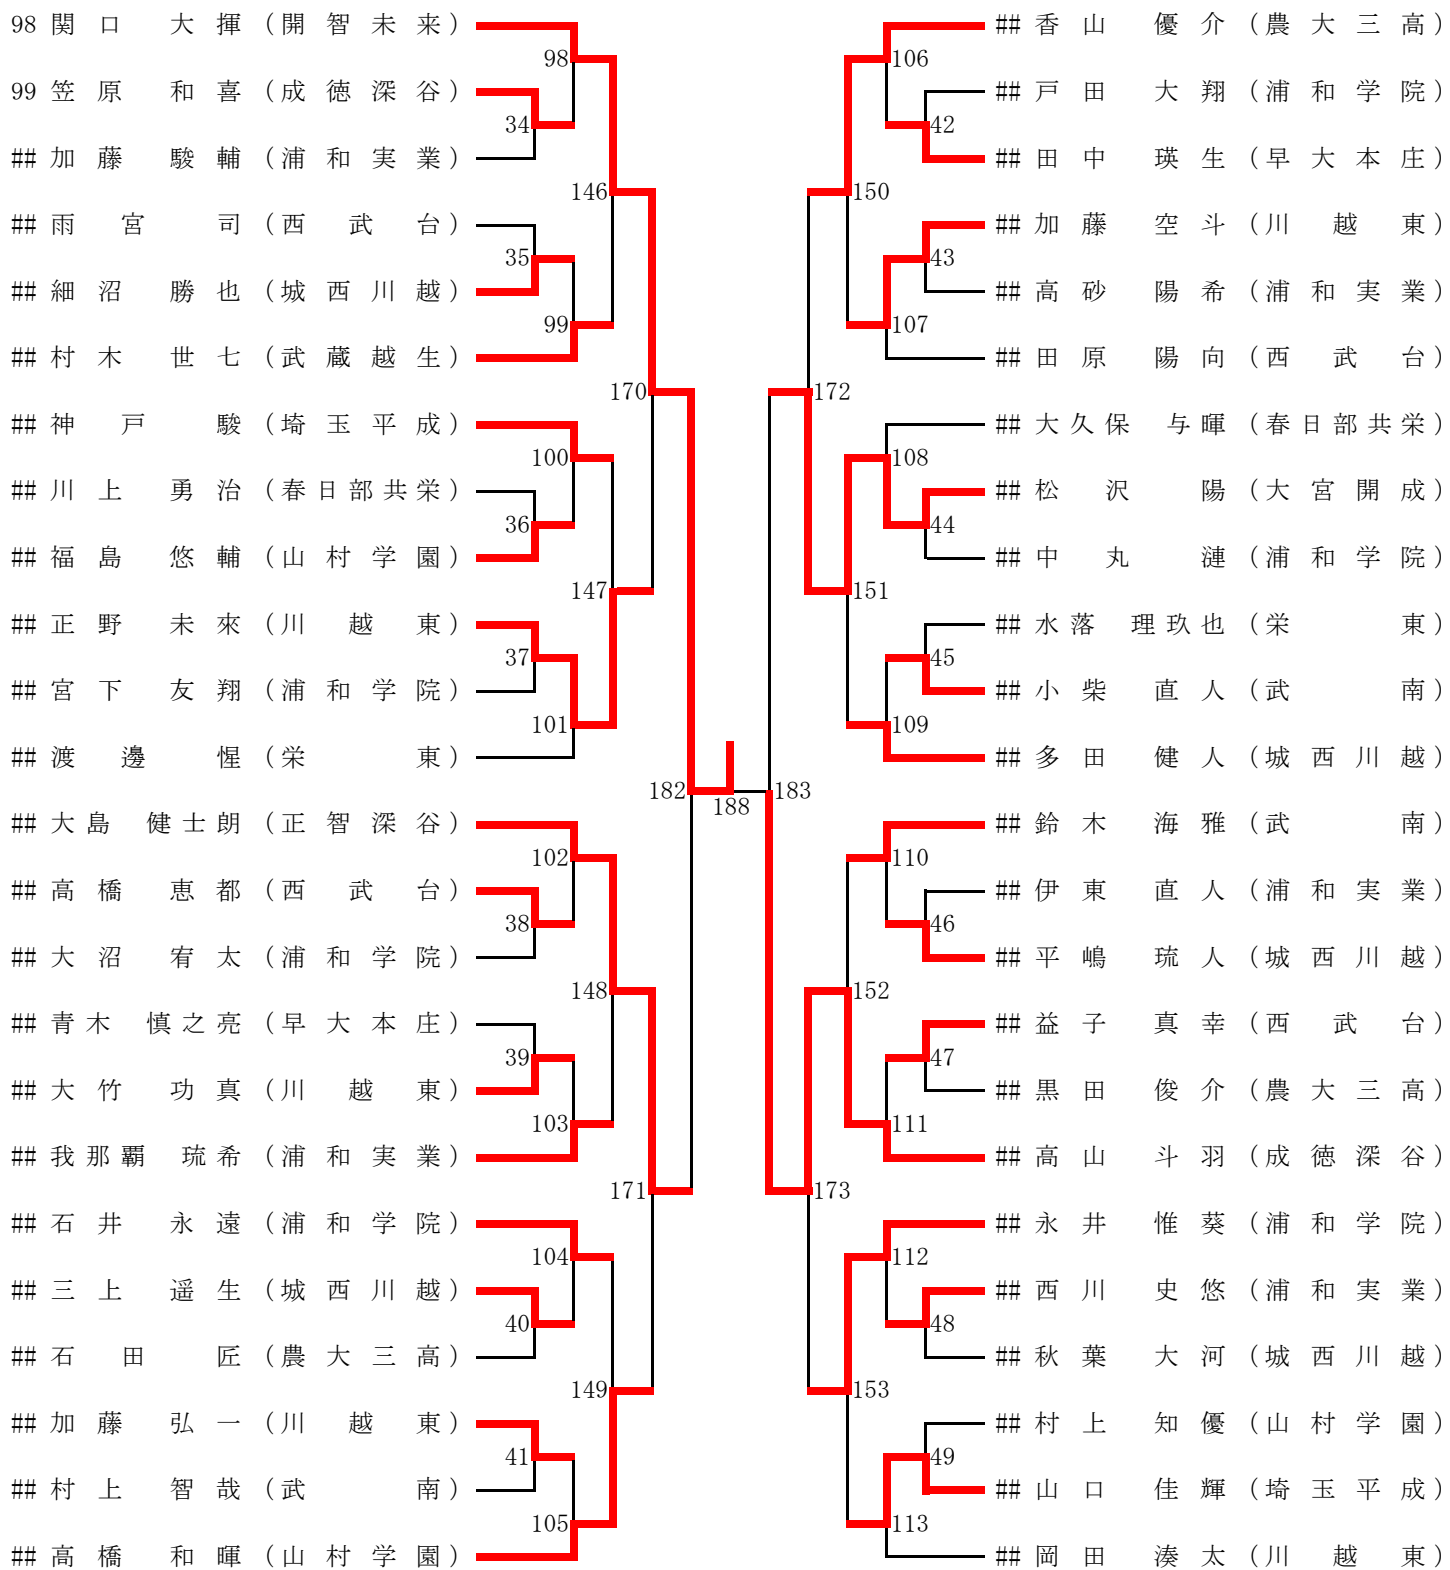 98 関口 大揮 (開智未来)
98
99 笠原 和喜 (成徳深谷)
34
## 加藤 駿輔 (浦和実業)
146
## 雨宮 司 (西武台)
35
## 細沼 勝也 (城西川越)
99
## 村木 世七 (武蔵越生)
170
## 神戸 駿 (埼玉平成)
100
## 川上 勇治 (春日部共栄)
36
## 福島 悠輔 (山村学園)
147
## 正野 未來 (川越東)
37
## 宮下 友翔 (浦和学院)
101
## 渡邊 惺 (栄東)
182
## 大島 健士朗 (正智深谷)
102
## 高橋 恵都 (西武台)
38
## 大沼 宥太 (浦和学院)
148
## 青木 慎之亮 (早大本庄)
39
## 大竹 功真 (川越東)
103
## 我那覇 琉希 (浦和実業)
171
## 石井 永遠 (浦和学院)
104
## 三上 遥生 (城西川越)
40
## 石田 匠 (農大三高)
149
## 加藤 弘一 (川越東)
41
## 村上 智哉 (武南)
105
## 高橋 和暉 (山村学園)
188
## 香山 優介 (農大三高)
106
## 戸田 大翔 (浦和学院)
42
## 田中 瑛生 (早大本庄)
150
## 加藤 空斗 (川越東)
43
## 高砂 陽希 (浦和実業)
107
## 田原 陽向 (西武台)
172
## 大久保 与暉 (春日部共栄)
108
## 松沢 陽 (大宮開成)
44
## 中丸 漣 (浦和学院)
151
## 水落 理玖也 (栄東)
45
## 小柴 直人 (武南)
109
## 多田 健人 (城西川越)
183
## 鈴木 海雅 (武南)
110
## 伊東 直人 (浦和実業)
46
## 平嶋 琉人 (城西川越)
152
## 益子 真幸 (西武台)
47
## 黒田 俊介 (農大三高)
111
## 高山 斗羽 (成徳深谷)
173
## 永井 惟葵 (浦和学院)
112
## 西川 史悠 (浦和実業)
48
## 秋葉 大河 (城西川越)
153
## 村上 知優 (山村学園)
49
## 山口 佳輝 (埼玉平成)
113
## 岡田 湊太 (川越東)